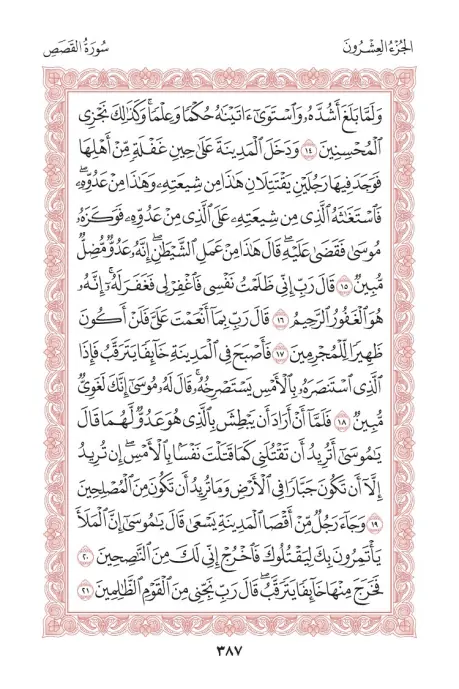 الجُزْءُ العِشْرُونَ
سُورَةُ القَصَصِ
وَلَمَّا بَلَغَ أَشُدَّهُۥ وَٱسْتَوَىٰٓ ءَاتَيْنَٰهُ حُكْمًا وَعِلْمًاۚ وَكَذَٰلِكَ نَجْزِي
ٱلْمُحْسِنِينَ ١٤ وَدَخَلَ ٱلْمَدِينَةَ عَلَىٰ حِينِ غَفْلَةٍ مِّنْ أَهْلِهَا
فَوَجَدَ فِيهَا رَجُلَيْنِ يَقْتَتِلَانِ هَٰذَا مِن شِيعَتِهِۦ وَهَٰذَا مِنْ عَدُوِّهِۦۖ
فَٱسْتَغَٰثَهُ ٱلَّذِي مِن شِيعَتِهِۦ عَلَى ٱلَّذِي مِنْ عَدُوِّهِۦ فَوَكَزَهُۥ
مُوسَىٰ فَقَضَىٰ عَلَيْهِۖ قَالَ هَٰذَا مِنْ عَمَلِ ٱلشَّيْطَٰنِۖ إِنَّهُۥ عَدُوٌّ مُّضِلٌّ
مُّبِينٌ ١٥ قَالَ رَبِّ إِنِّي ظَلَمْتُ نَفْسِي فَٱغْفِرْ لِي فَغَفَرَ لَهُۥٓۚ إِنَّهُۥ
هُوَ ٱلْغَفُورُ ٱلرَّحِيمُ ١٦ قَالَ رَبِّ بِمَآ أَنْعَمْتَ عَلَيَّ فَلَنْ أَكُونَ
ظَهِيرًا لِّلْمُجْرِمِينَ ١٧ فَأَصْبَحَ فِي ٱلْمَدِينَةِ خَآئِفًا يَتَرَقَّبُ فَإِذَا
ٱلَّذِي ٱسْتَنصَرَهُۥ بِٱلْأَمْسِ يَسْتَصْرِخُهُۥۚ قَالَ لَهُۥ مُوسَىٰٓ إِنَّكَ لَغَوِيٌّ
مُّبِينٌ ١٨ فَلَمَّآ أَنْ أَرَادَ أَن يَبْطِشَ بِٱلَّذِي هُوَ عَدُوٌّ لَّهُمَا قَالَ
يَٰمُوسَىٰٓ أَتُرِيدُ أَن تَقْتُلَنِي كَمَا قَتَلْتَ نَفْسًۢا بِٱلْأَمْسِۖ إِن تُرِيدُ
إِلَّآ أَن تَكُونَ جَبَّارًا فِي ٱلْأَرْضِ وَمَا تُرِيدُ أَن تَكُونَ مِنَ ٱلْمُصْلِحِينَ
١٩ وَجَآءَ رَجُلٌ مِّنْ أَقْصَا ٱلْمَدِينَةِ يَسْعَىٰ قَالَ يَٰمُوسَىٰٓ إِنَّ ٱلْمَلَأَ
يَأْتَمِرُونَ بِكَ لِيَقْتُلُوكَ فَٱخْرُجْ إِنِّي لَكَ مِنَ ٱلنَّٰصِحِينَ ٢٠
فَخَرَجَ مِنْهَا خَآئِفًا يَتَرَقَّبُۖ قَالَ رَبِّ نَجِّنِي مِنَ ٱلْقَوْمِ ٱلظَّٰلِمِينَ ٢١
٣٨٧